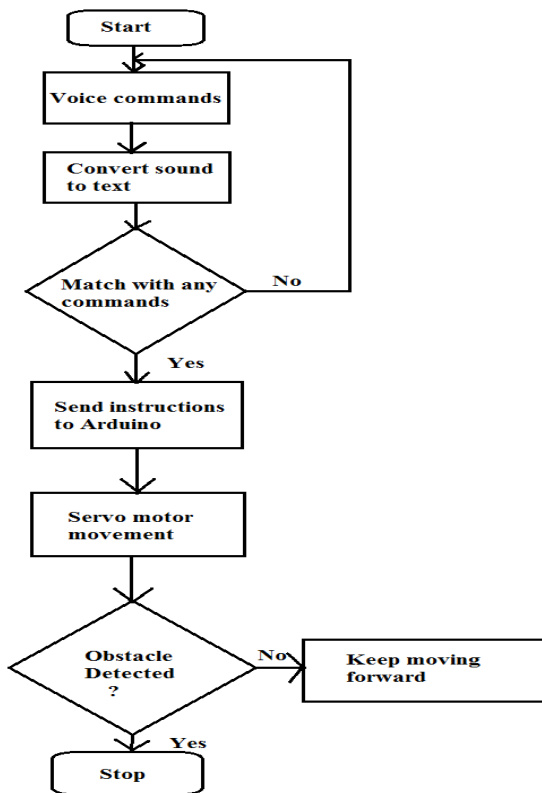 Start
Voice commands
Convert sound
to text
Match with any
commands
No
Yes
Send instructions
to Arduino
Servo motor
movement
Obstacle
Detected
?
No
Keep moving
forward
Yes
Stop